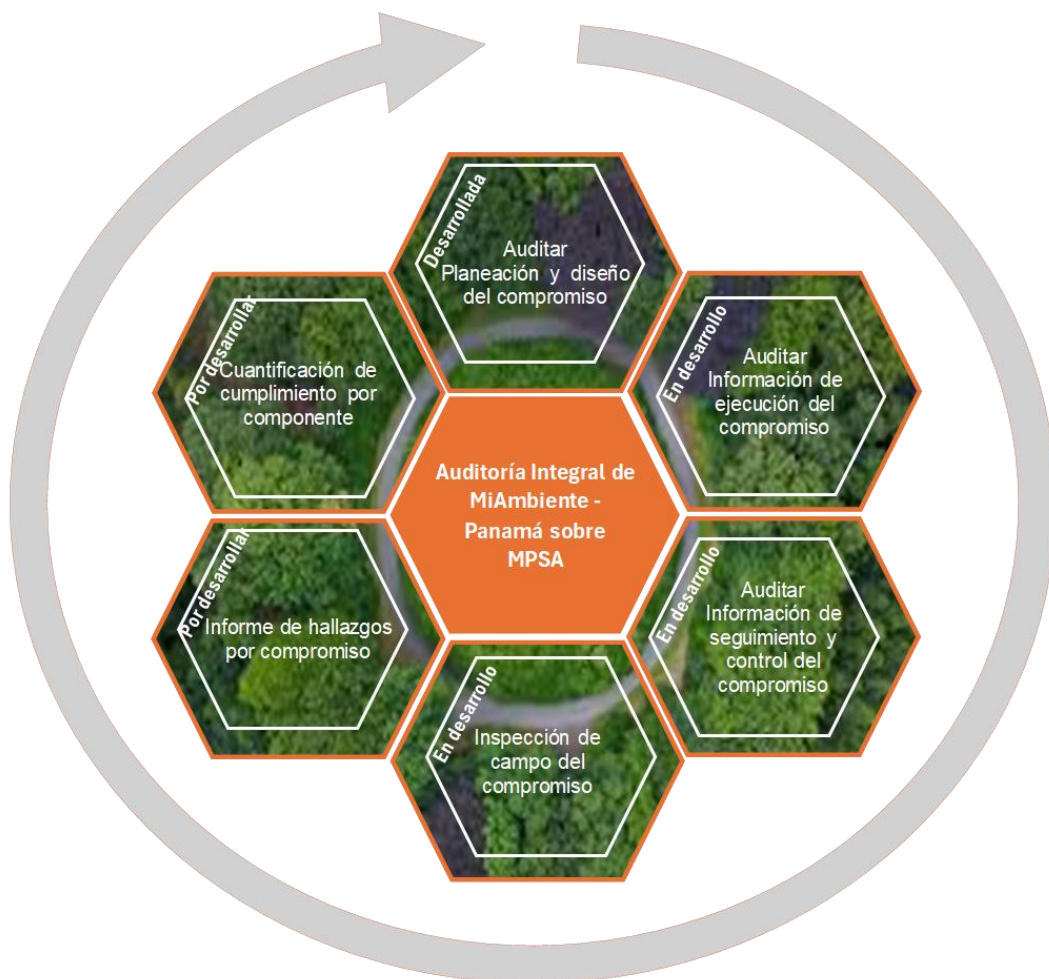 Desarrollada
Auditar
Planeación y diseño
del compromiso
En desarrollo
Auditar
Información de
ejecución del
compromiso
En desarrollo
Auditar
Información de
seguimiento y
control del
compromiso
En desarrollo
Inspección de
campo del
compromiso
Por desarrollar
Informe de hallazgos
por compromiso
Por desarrollar
Cuantificación de
cumplimiento por
componente
Auditoría Integral de
MiAmbiente -
Panamá sobre
MPSA